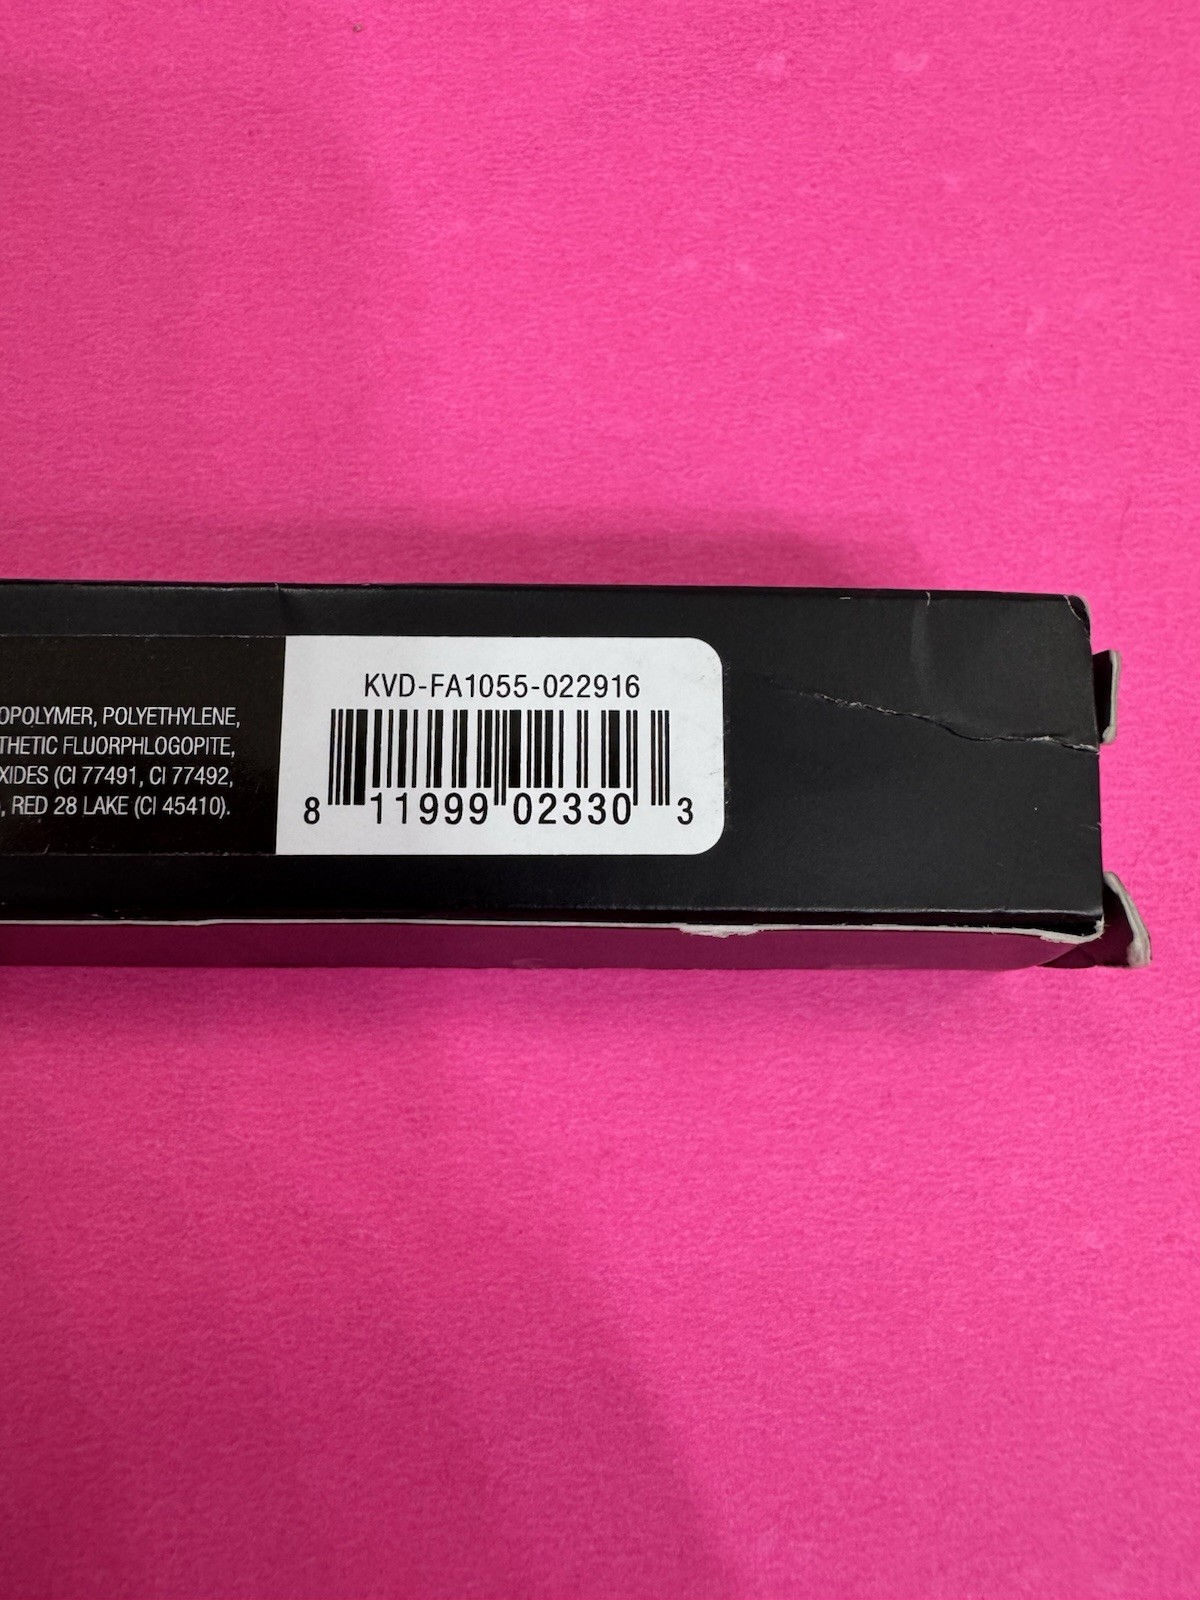 OPOLYMER, POLYETHYLENE,
THETIC FLUORPHLOGOPITE,
XIDES (CI 77491, CI 77492,
, RED 28 LAKE (CI 45410).
KVD-FA1055-022916
8 11999 02330 3